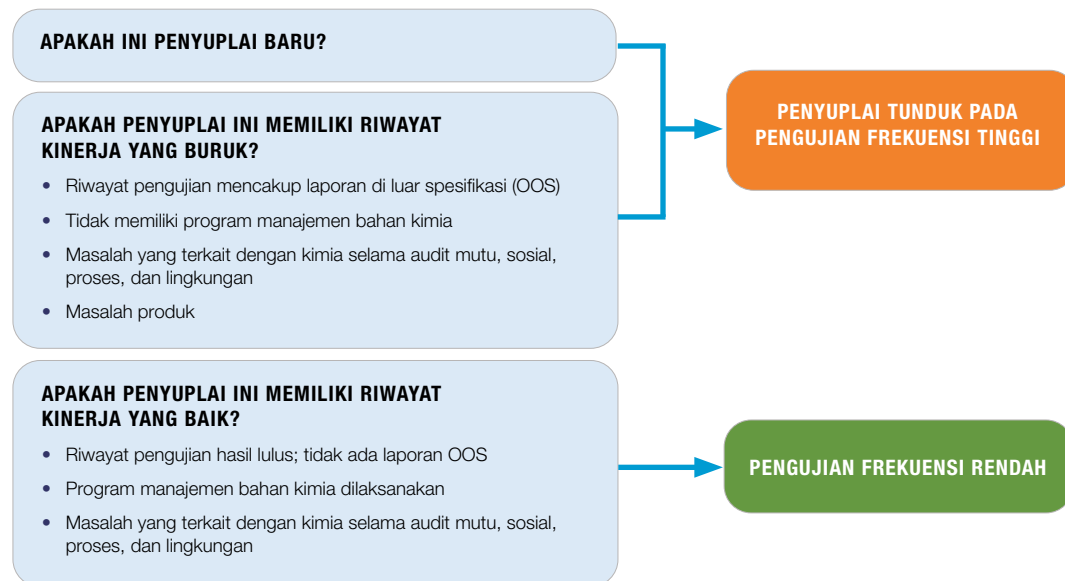 APAKAH INI PENYUPLAI BARU?
APAKAH PENYUPLAI INI MEMILIKI RIWAYAT
KINERJA YANG BURUK?
• Riwayat pengujian mencakup laporan di luar spesifikasi (OOS)
• Tidak memiliki program manajemen bahan kimia
• Masalah yang terkait dengan kimia selama audit mutu, sosial,
proses, dan lingkungan
• Masalah produk
PENYUPLAI TUNDUK PADA
PENGUJIAN FREKUENSI TINGGI
APAKAH PENYUPLAI INI MEMILIKI RIWAYAT
KINERJA YANG BAIK?
• Riwayat pengujian hasil lulus; tidak ada laporan OOS
• Program manajemen bahan kimia dilaksanakan
• Masalah yang terkait dengan kimia selama audit mutu, sosial,
proses, dan lingkungan
PENGUJIAN FREKUENSI RENDAH